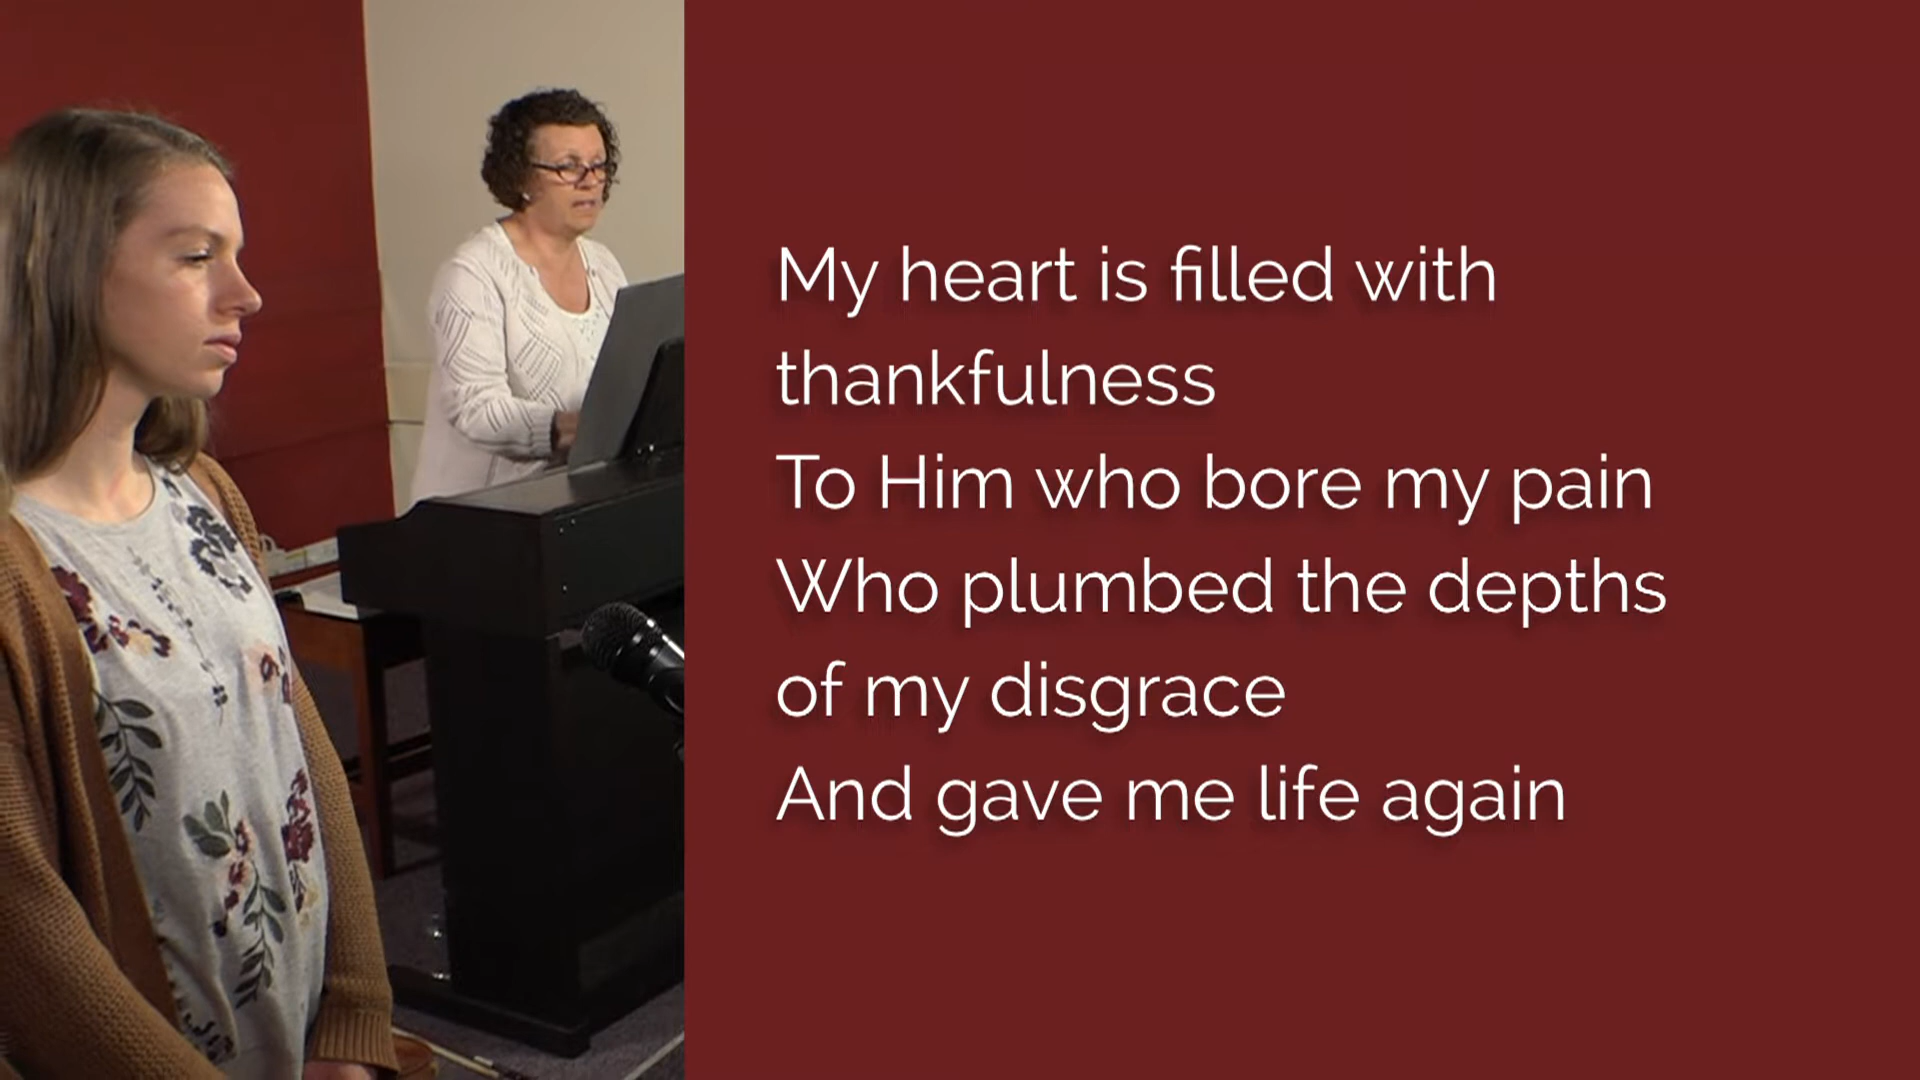 My heart is filled with
thankfulness
To Him who bore my pain
Who plumbed the depths
of my disgrace
And gave me life again